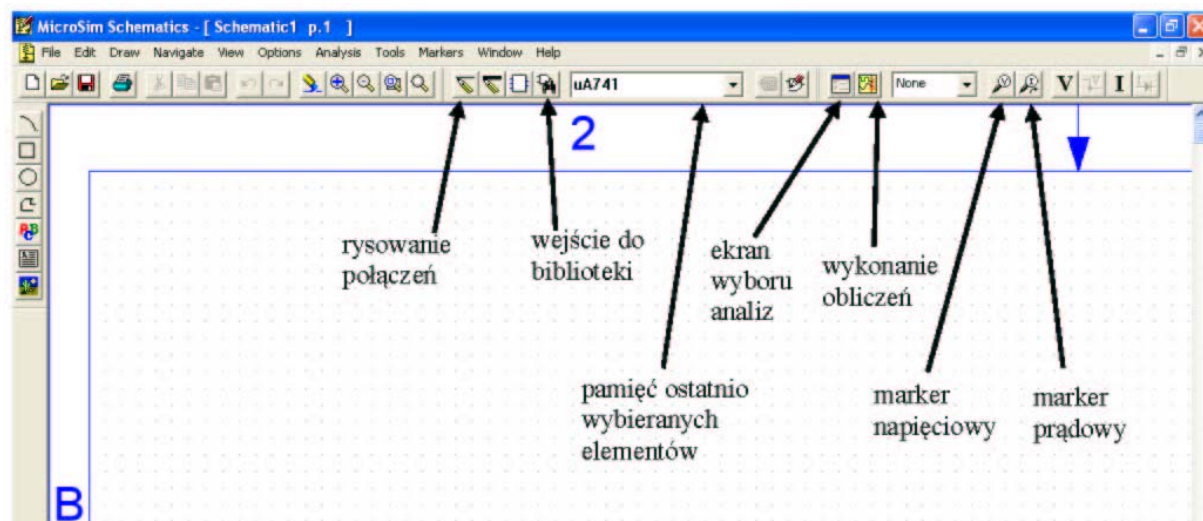 MicroSim Schematics - [ Schematic1 p.1 ]
File Edit Draw Navigate View Options Analysis Tools Markers Window Help
uA741
None
V
V
I
2
rysowanie
połączeń
wejście do
biblioteki
ekran
wyboru
analiz
wykonanie
obliczeń
pamięć ostatnio
wybieranych
elementów
marker
napięciowy
marker
prądowy
ABC
B